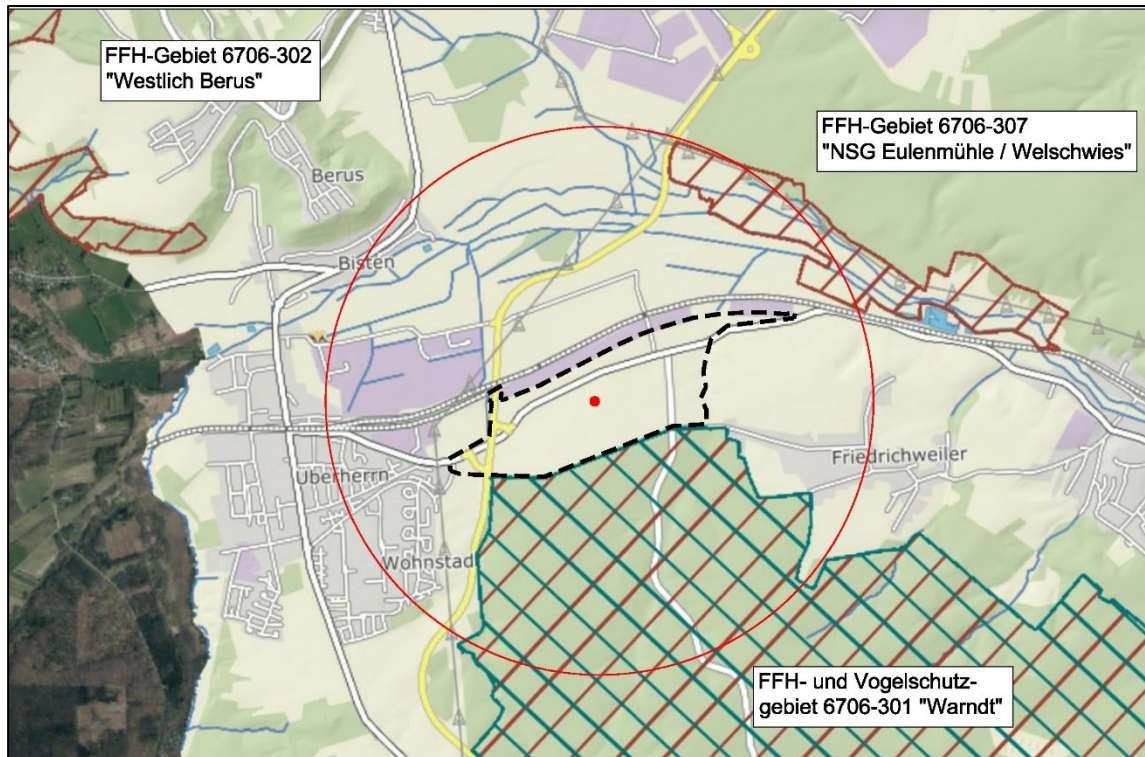 FFH-Gebiet 6706-302
"Westlich Berus"
FFH-Gebiet 6706-307
"NSG Eulenmühle / Welschwies"
Berus
Bisten
Überherrn
Friedrichweiler
Wohnstad
FFH- und Vogelschutz-
gebiet 6706-301 "Warndt"